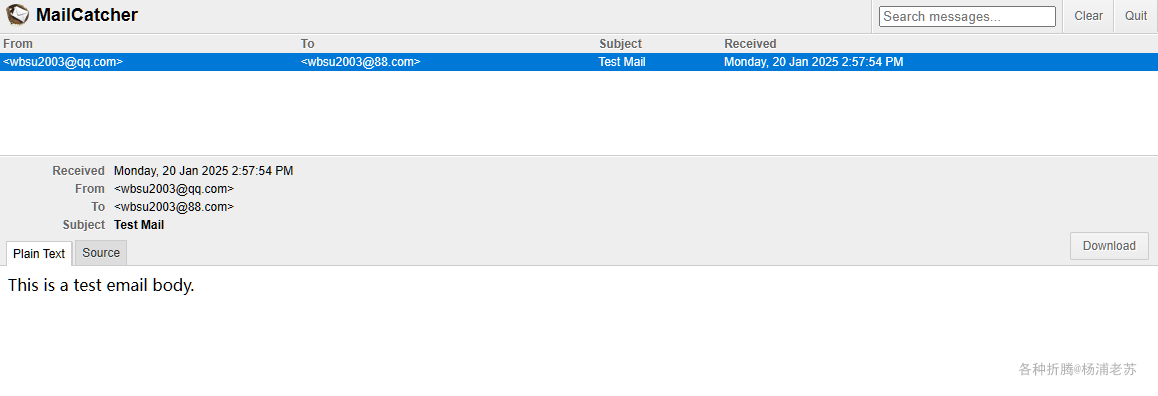 MailCatcher Search messages... Clear Quit
From To Subject Received
<wbsu2003@qq.com> <wbsu2003@88.com> Test Mail Monday, 20 Jan 2025 2:57:54 PM
Received Monday, 20 Jan 2025 2:57:54 PM
From <wbsu2003@qq.com>
To <wbsu2003@88.com>
Subject Test Mail
Plain Text Source Download
This is a test email body.
各种折腾@杨浦老苏